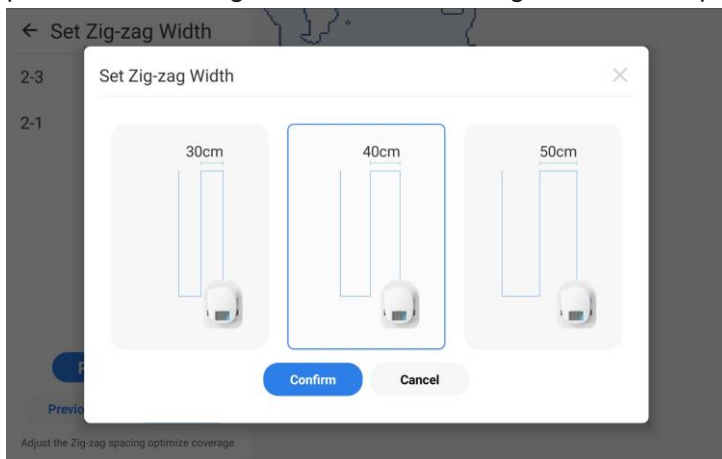 ← Set Zig-zag Width
2-3
2-1
Set Zig-zag Width
30cm
40cm
50cm
Confirm Cancel
Previo
Adjust the Zig-zag spacing optimize coverage